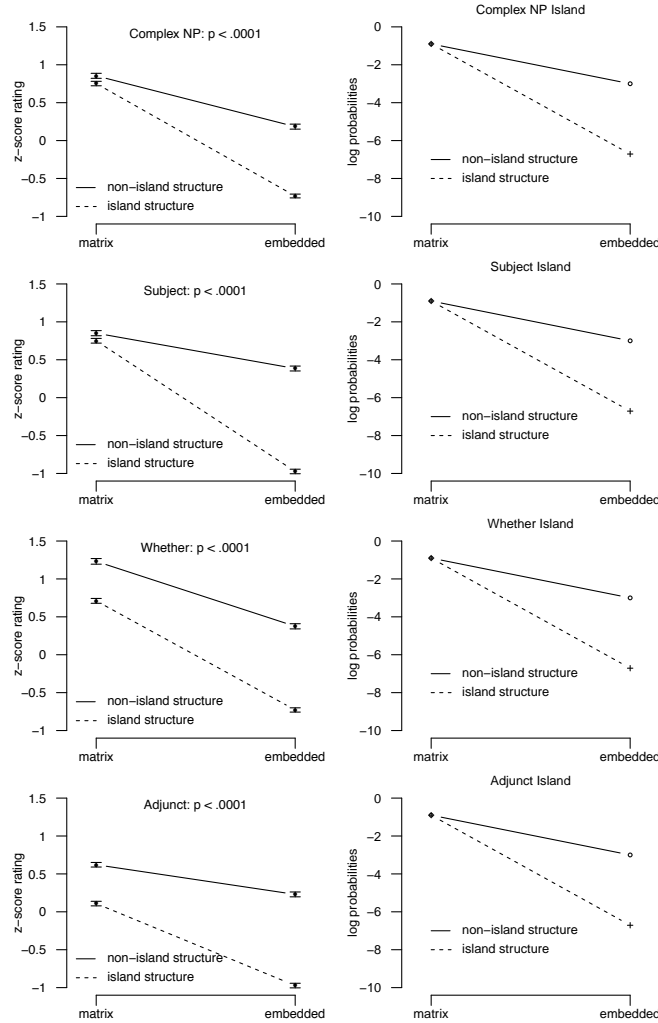 Complex NP: p < .0001
z−score rating
1.5
1
0.5
0
−0.5
−1
non−island structure
island structure
matrix embedded
Complex NP Island
log probabilities
0
−2
−4
−6
−8
−10
non−island structure
island structure
matrix embedded
Subject: p < .0001
z−score rating
1.5
1
0.5
0
−0.5
−1
non−island structure
island structure
matrix embedded
Subject Island
log probabilities
0
−2
−4
−6
−8
−10
non−island structure
island structure
matrix embedded
Whether: p < .0001
z−score rating
1.5
1
0.5
0
−0.5
−1
non−island structure
island structure
matrix embedded
Whether Island
log probabilities
0
−2
−4
−6
−8
−10
non−island structure
island structure
matrix embedded
Adjunct: p < .0001
z−score rating
1.5
1
0.5
0
−0.5
−1
non−island structure
island structure
matrix embedded
Adjunct Island
log probabilities
0
−2
−4
−6
−8
−10
non−island structure
island structure
matrix embedded